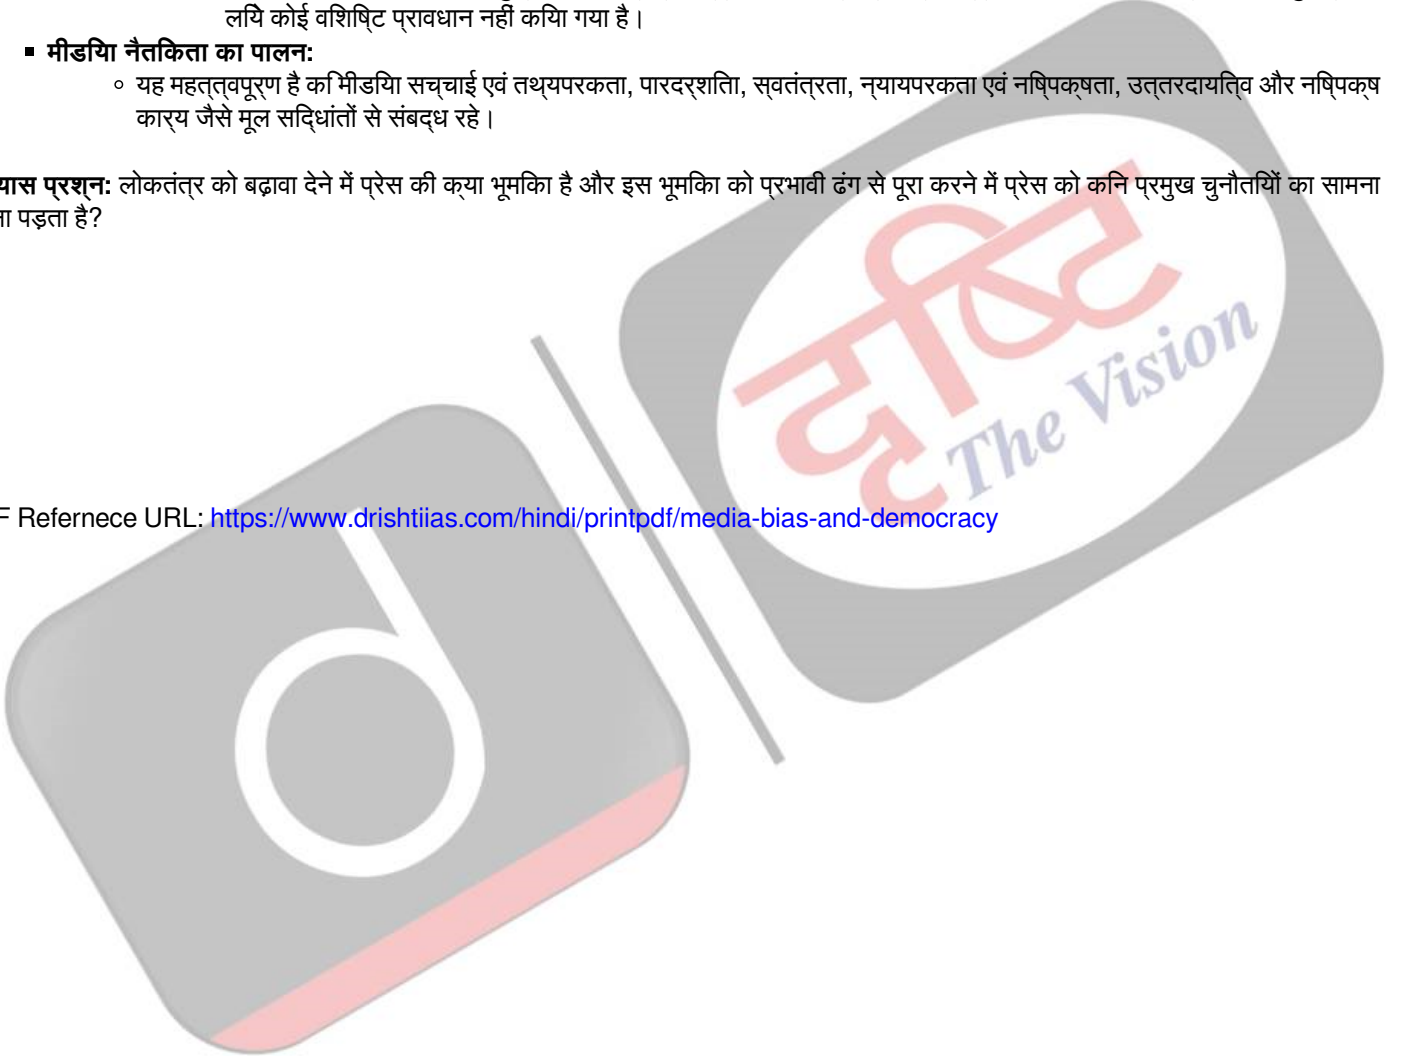 लिये कोई विशिष्ट प्रावधान नहीं किया गया है।
▪ मीडिया नैतिकता का पालन:
○ यह महत्त्वपूर्ण है कि मीडिया सच्चाई एवं तथ्यपरकता, पारदर्शिता, स्वतंत्रता, न्यायपरकता एवं निष्पक्षता, उत्तरदायित्व और निष्पक्ष
कार्य जैसे मूल सिद्धांतों से संबद्ध रहे।
यास प्रश्न: लोकतंत्र को बढ़ावा देने में प्रेस की क्या भूमिका है और इस भूमिका को प्रभावी ढंग से पूरा करने में प्रेस को किन प्रमुख चुनौतियों का सामना
ना पड़ता है?
दृष्टि
The Vision
F Refernece URL: https://www.drishtiias.com/hindi/printpdf/media-bias-and-democracy
d